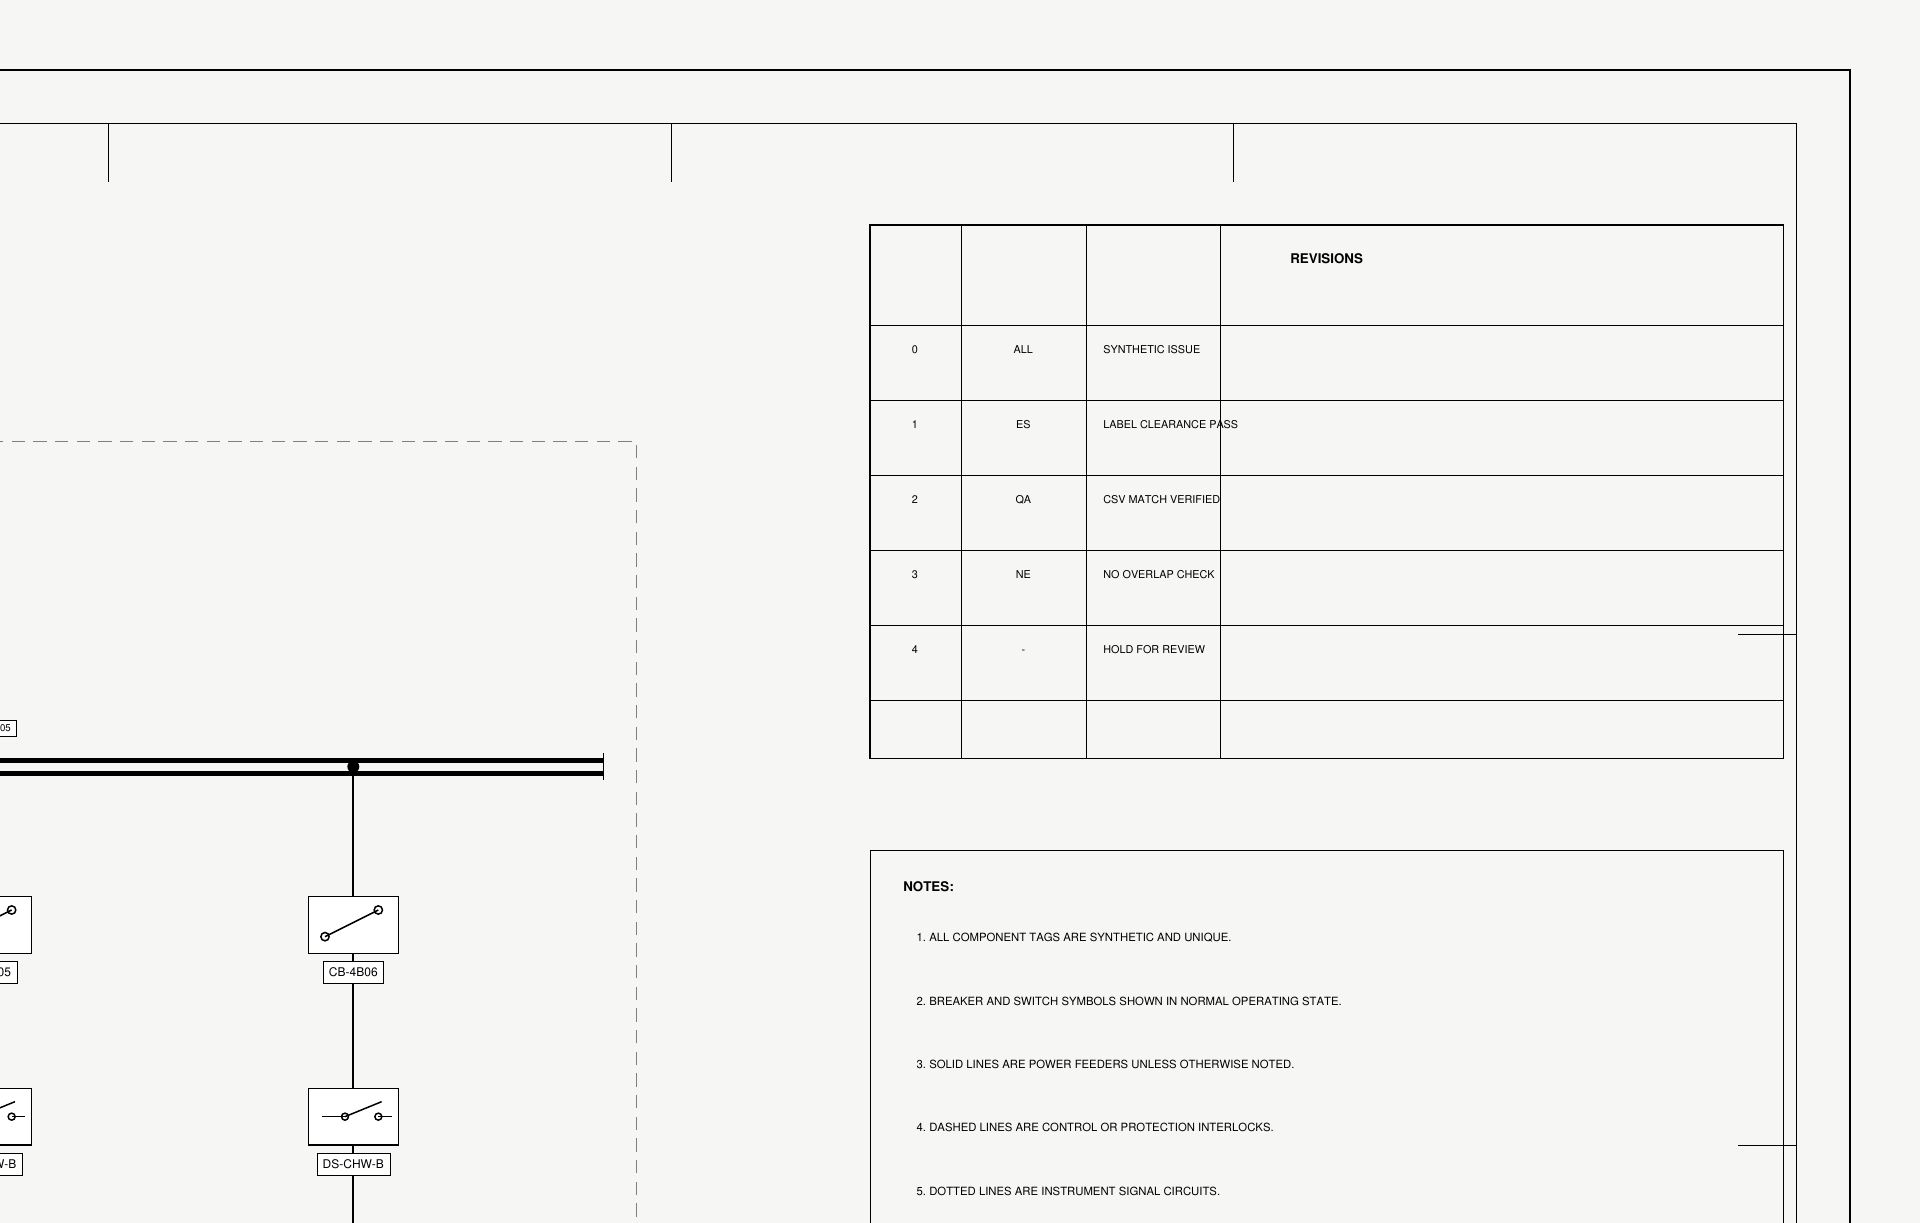 REVISIONS
0 ALL SYNTHETIC ISSUE
1 ES LABEL CLEARANCE PASS
2 QA CSV MATCH VERIFIED
3 NE NO OVERLAP CHECK
4 - HOLD FOR REVIEW
05
05
CB-4B06
-B
DS-CHW-B
NOTES:
1. ALL COMPONENT TAGS ARE SYNTHETIC AND UNIQUE.
2. BREAKER AND SWITCH SYMBOLS SHOWN IN NORMAL OPERATING STATE.
3. SOLID LINES ARE POWER FEEDERS UNLESS OTHERWISE NOTED.
4. DASHED LINES ARE CONTROL OR PROTECTION INTERLOCKS.
5. DOTTED LINES ARE INSTRUMENT SIGNAL CIRCUITS.